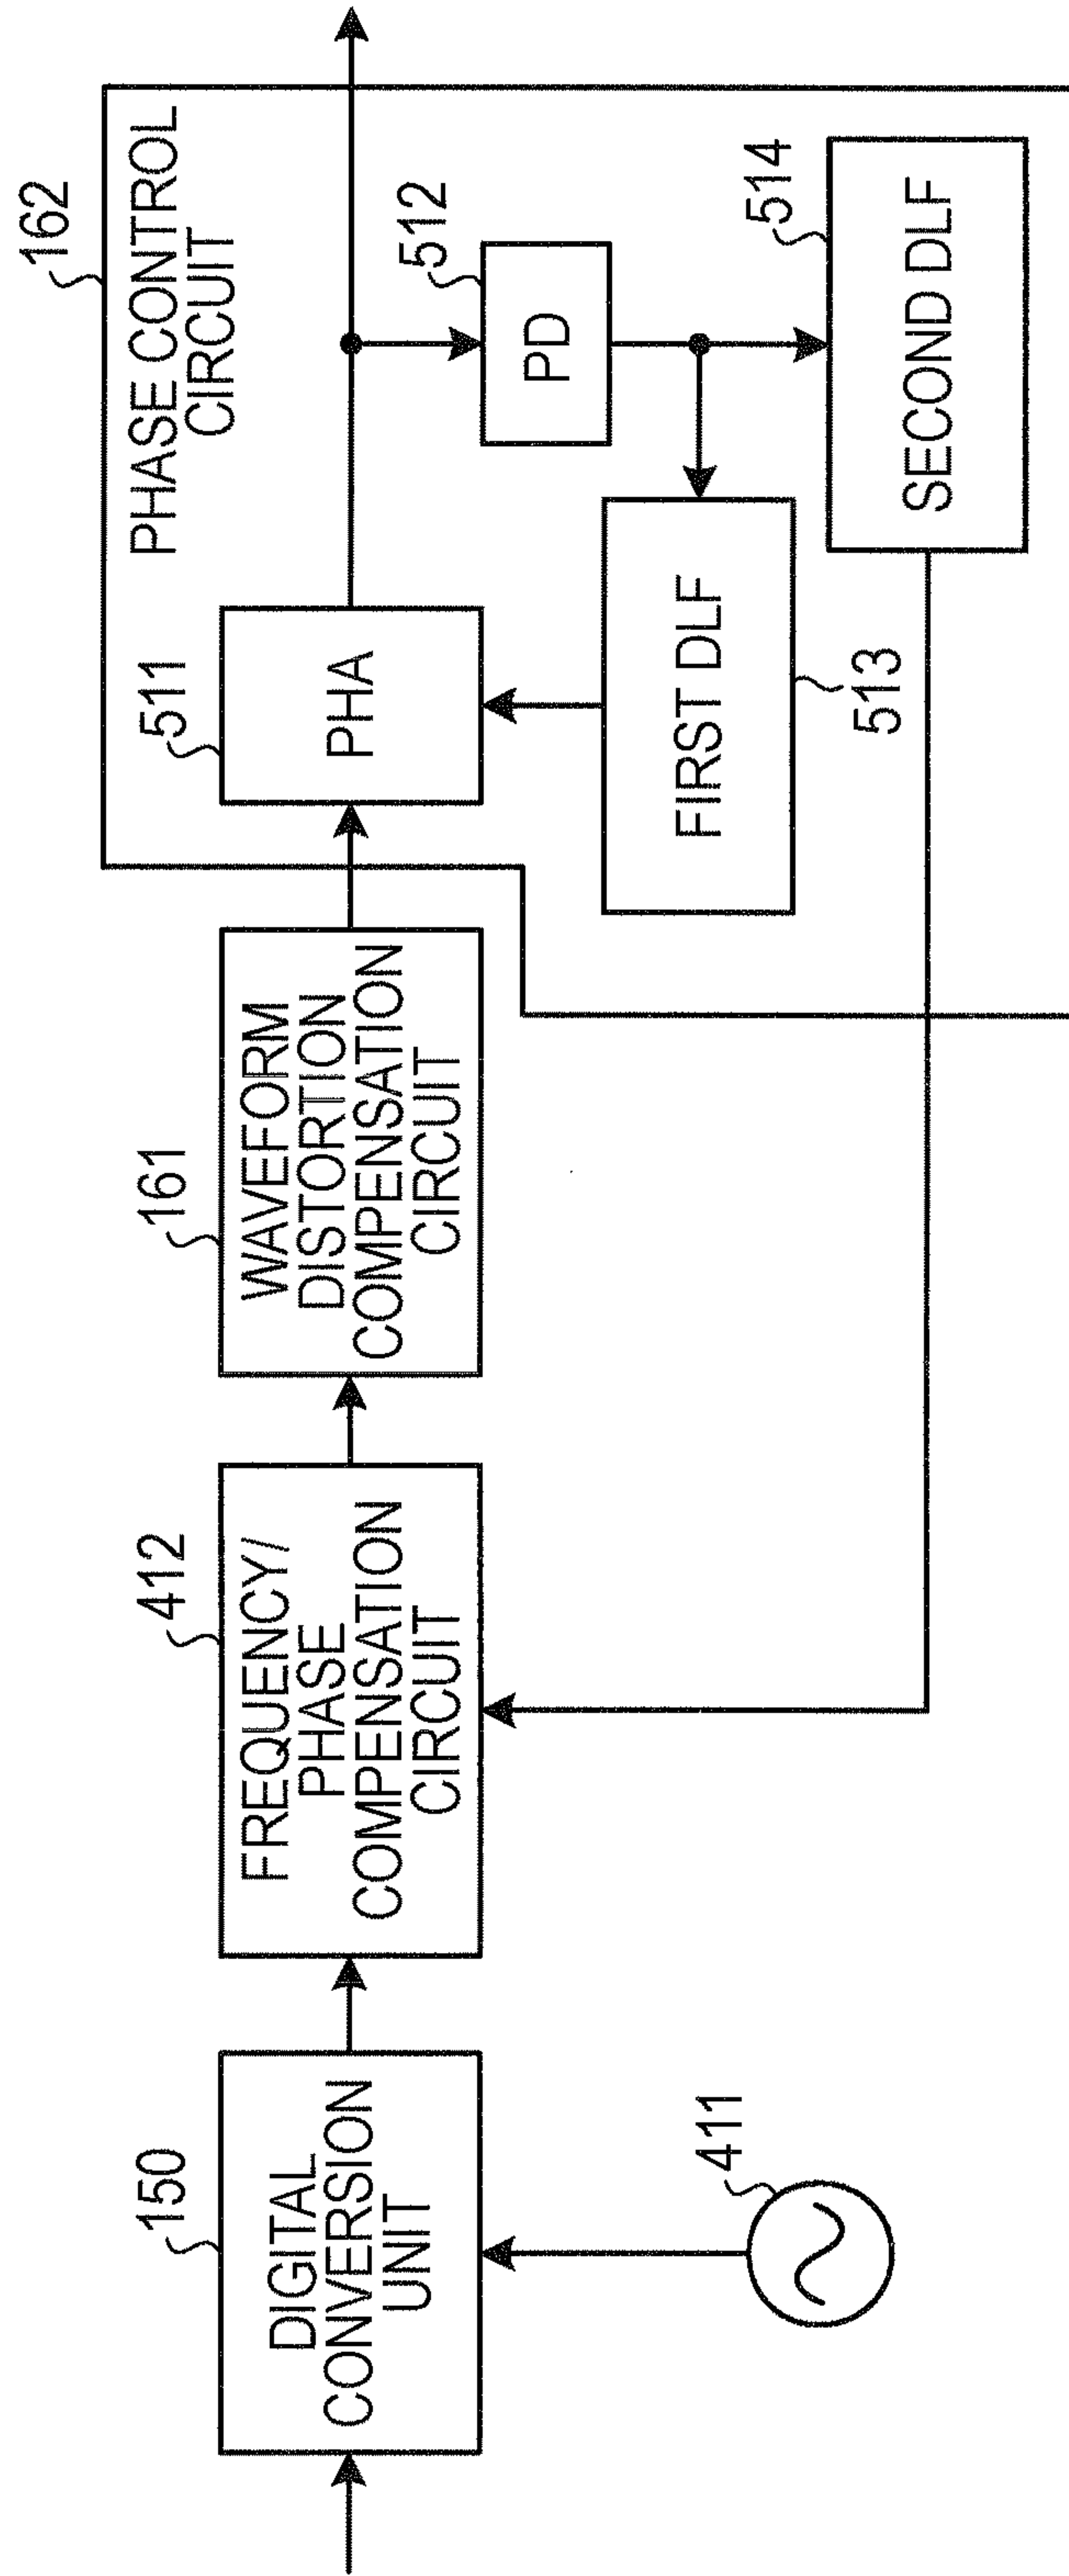 162
PHASE CONTROL
CIRCUIT
150
DIGITAL
CONVERSION
UNIT
412
FREQUENCY/
PHASE
COMPENSATION
CIRCUIT
161
WAVEFORM
DISTORTION
COMPENSATION
CIRCUIT
511
PHA
512
PD
FIRST DLF
513
514
SECOND DLF
411